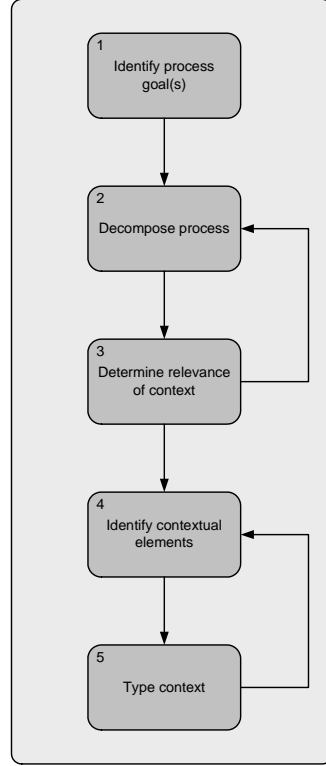 1
Identify process
goal(s)
2
Decompose process
3
Determine relevance
of context
4
Identify contextual
elements
5
Type context